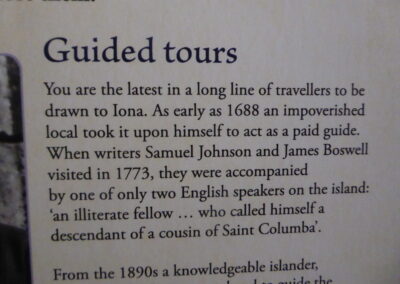 Guided tours
You are the latest in a long line of travellers to be
drawn to Iona. As early as 1688 an impoverished
local took it upon himself to act as a paid guide.
When writers Samuel Johnson and James Boswell
visited in 1773, they were accompanied
by one of only two English speakers on the island:
‘an illiterate fellow … who called himself a
descendant of a cousin of Saint Columba’.
From the 1890s a knowledgeable islander,
to guide the